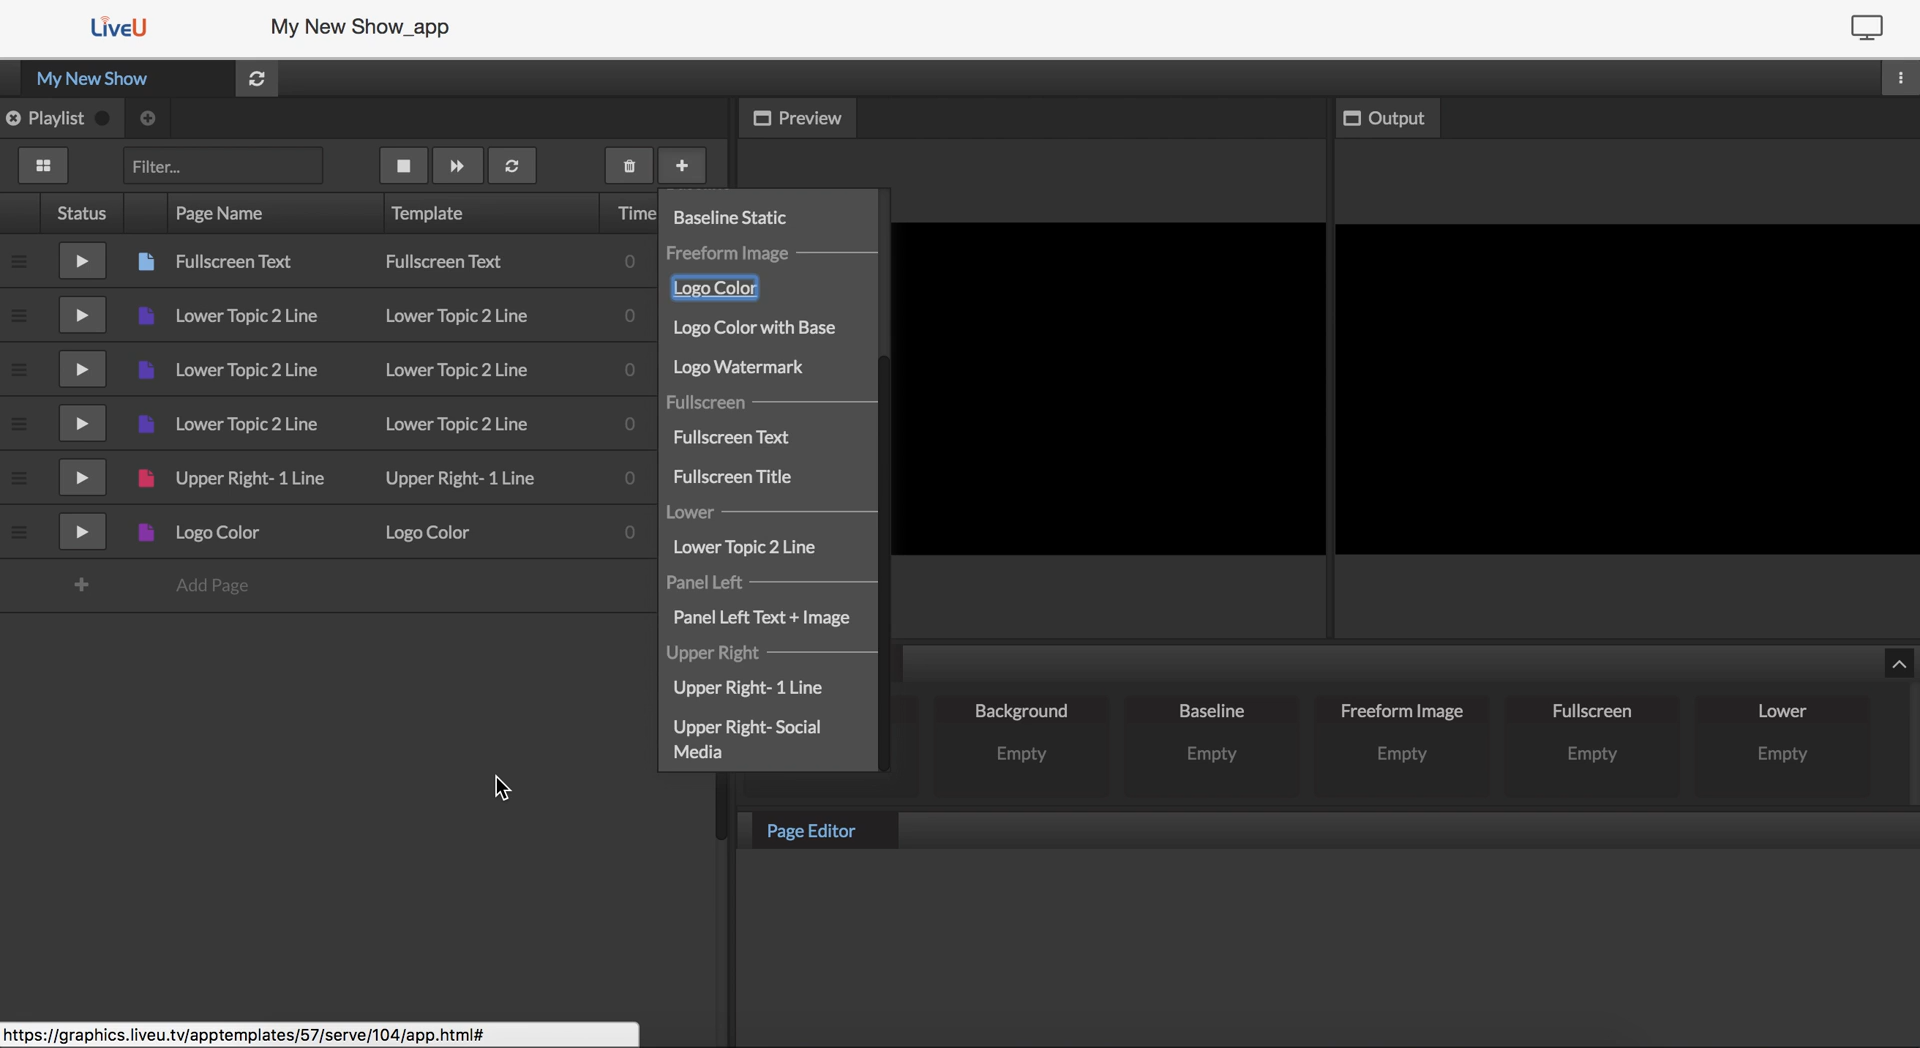 LiveU
My New Show_app
My New Show
Playlist
Preview
Output
Filter...
Status
Page Name
Template
Time
Fullscreen Text
Fullscreen Text
0
Lower Topic 2 Line
Lower Topic 2 Line
0
Lower Topic 2 Line
Lower Topic 2 Line
0
Lower Topic 2 Line
Lower Topic 2 Line
0
Upper Right- 1 Line
Upper Right- 1 Line
0
Logo Color
Logo Color
0
Add Page
Baseline Static
Freeform Image
Logo Color
Logo Color with Base
Logo Watermark
Fullscreen
Fullscreen Text
Fullscreen Title
Lower
Lower Topic 2 Line
Panel Left
Panel Left Text + Image
Upper Right
Upper Right- 1 Line
Upper Right- Social
Media
Background
Empty
Baseline
Empty
Freeform Image
Empty
Fullscreen
Empty
Lower
Empty
Page Editor
https://graphics.liveu.tv/apptemplates/57/serve/104/app.html#